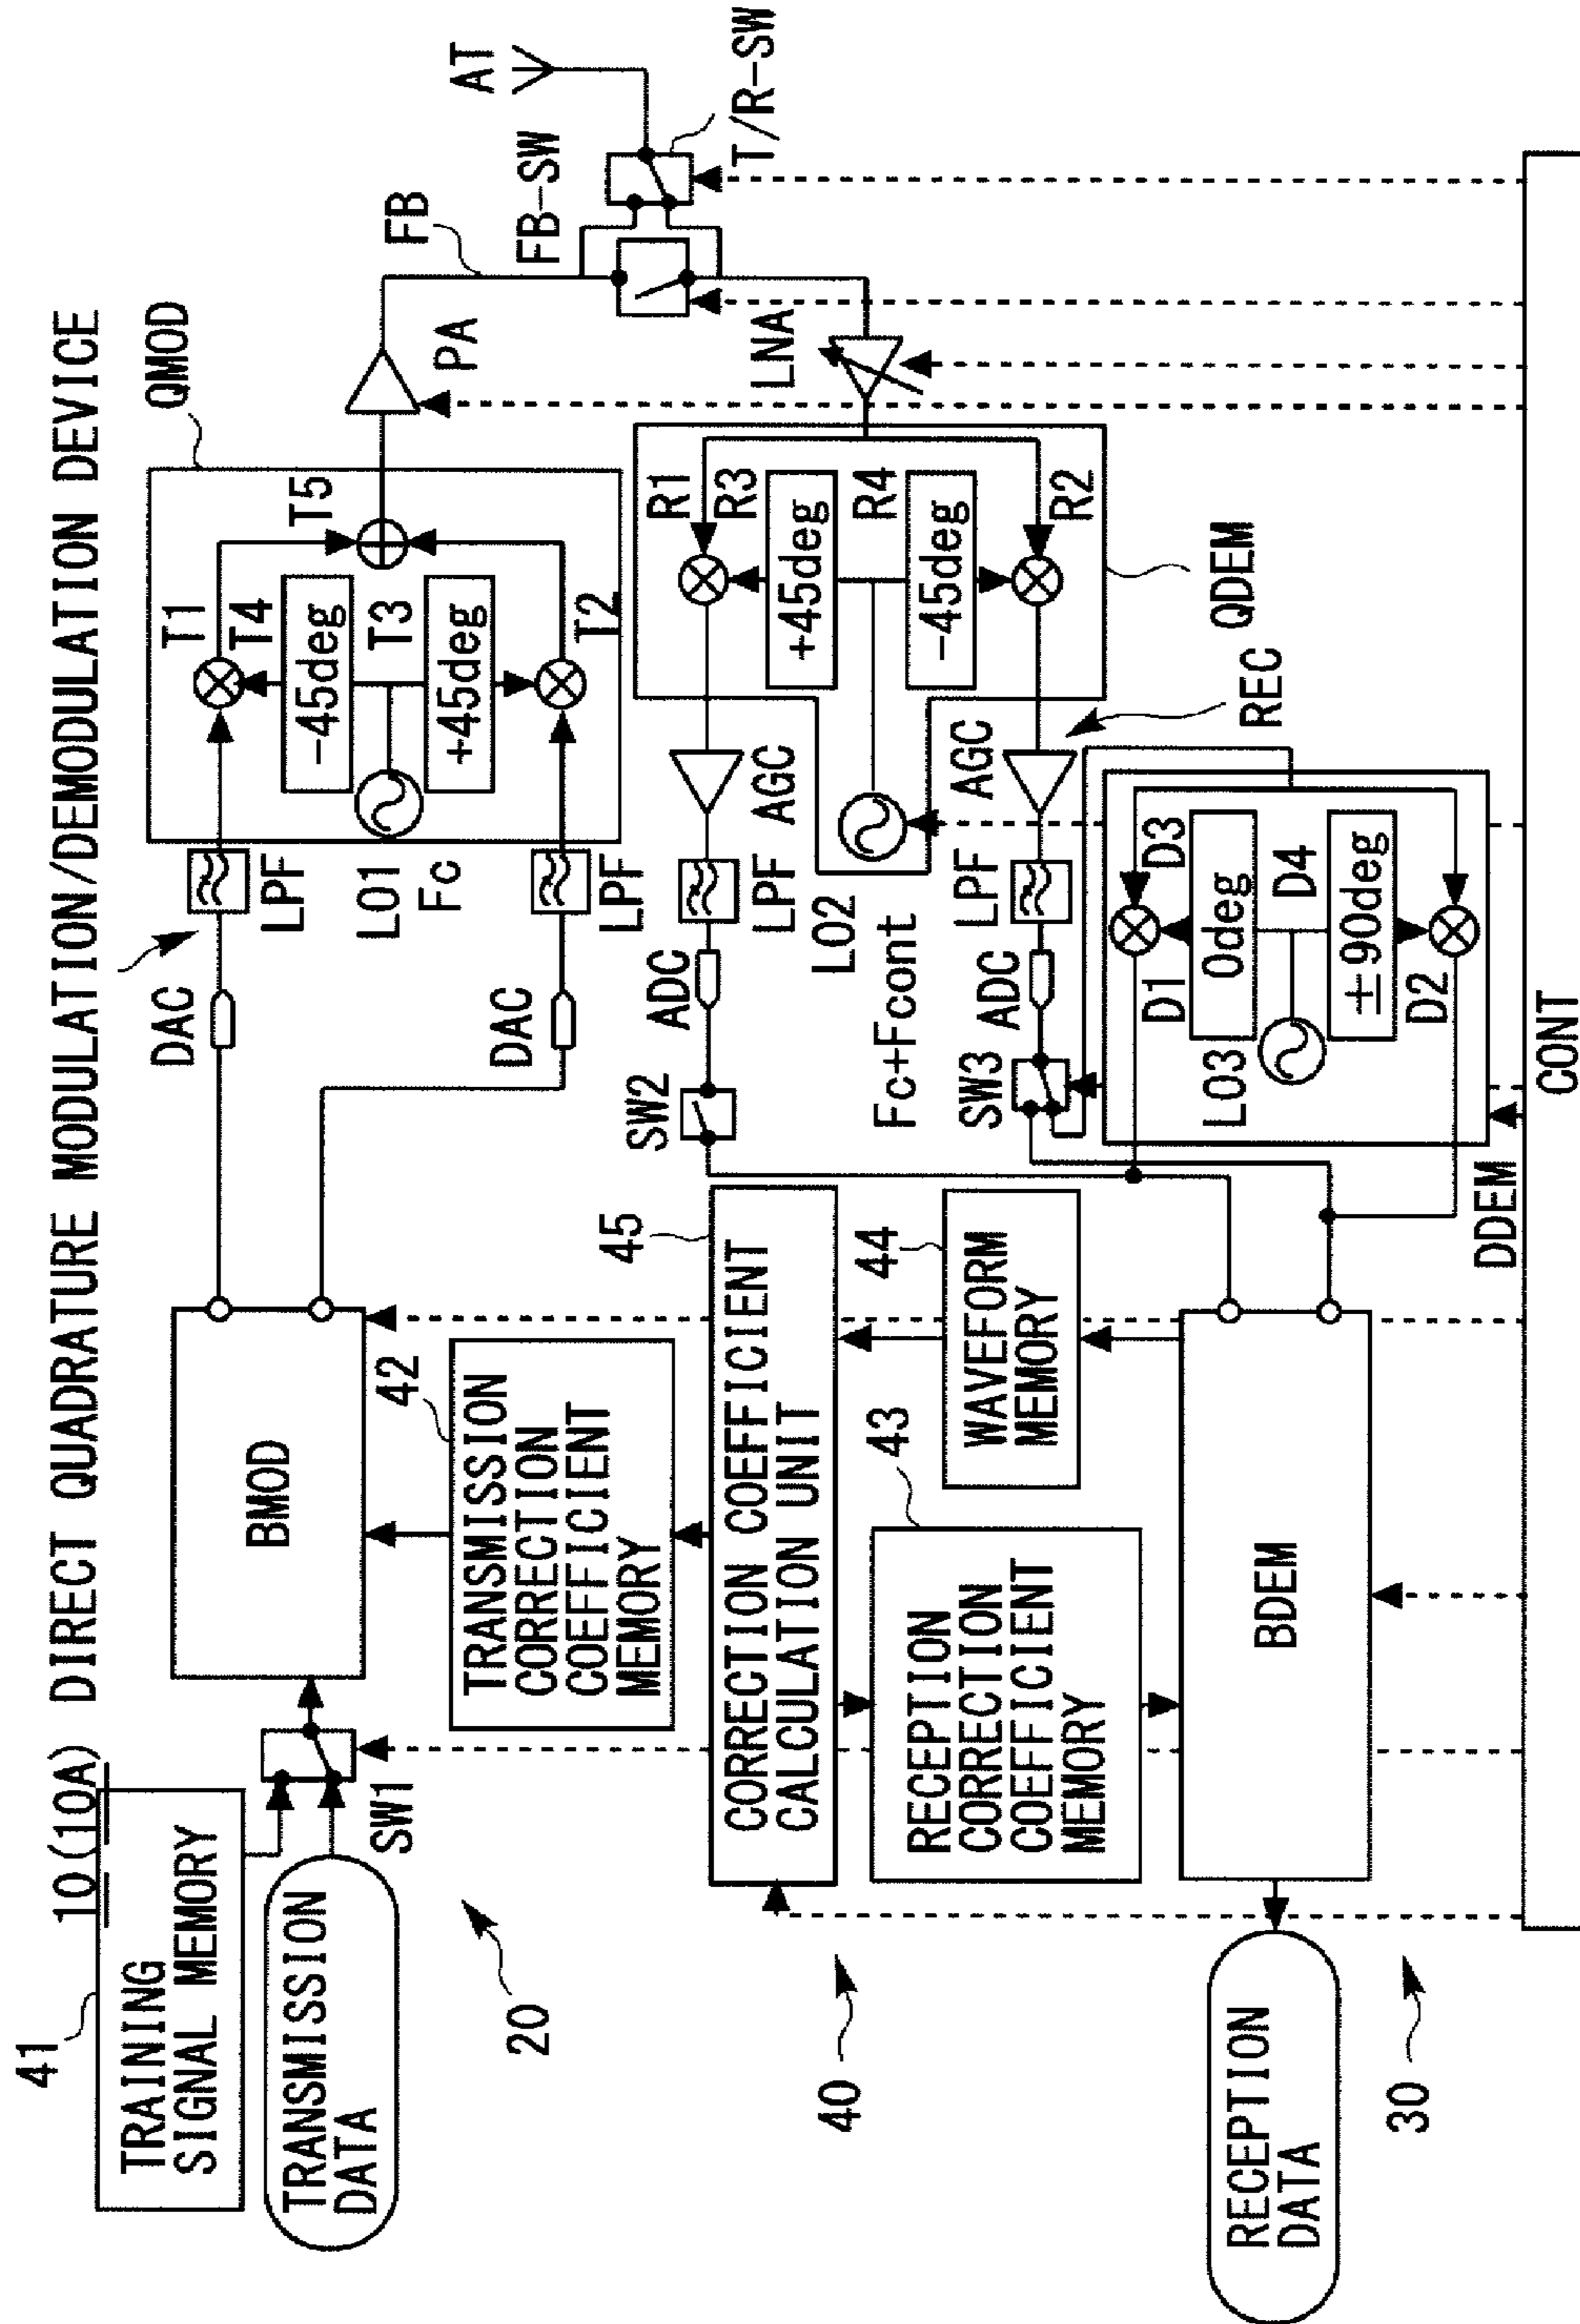 10(10A) DIRECT QUADRATURE MODULATION/DEMODULATION DEVICE
41
TRAINING
SIGNAL MEMORY
TRANSMISSION
DATA
SW1
20
BMOD
DAC
DAC
LPF
LPF
QMOD
T1
T4
-45deg
T3
+45deg
T2
T5
LO1
Fc
PA
FB
FB-SW
AT
T/R-SW
42
TRANSMISSION
CORRECTION
COEFFICIENT
MEMORY
45
CORRECTION COEFFICIENT
CALCULATION UNIT
40
SW2
ADC
LPF
AGC
R1
R3
+45deg
R4
-45deg
R2
LNA
LO2
Fc+Fcont
43
RECEPTION
CORRECTION
COEFFICIENT
MEMORY
44
WAVEFORM
MEMORY
SW3
ADC
LPF
AGC
REC
QDEM
BDEM
D1
D3
0deg
D4
±90deg
D2
LO3
DDEM
RECEPTION
DATA
30
CONT